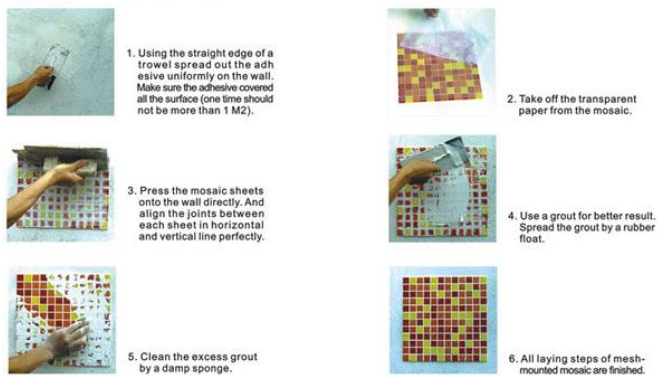 1. Using the straight edge of a
trowel spread out the adh
esive uniformly on the wall.
Make sure the adhesive covered
all the surface (one time should
not be more than 1 M2).
2. Take off the transparent
paper from the mosaic.
3. Press the mosaic sheets
onto the wall directly. And
align the joints between
each sheet in horizontal
and vertical line perfectly.
4. Use a grout for better result.
Spread the grout by a rubber
float.
5. Clean the excess grout
by a damp sponge.
6. All laying steps of mesh-
mounted mosaic are finished.